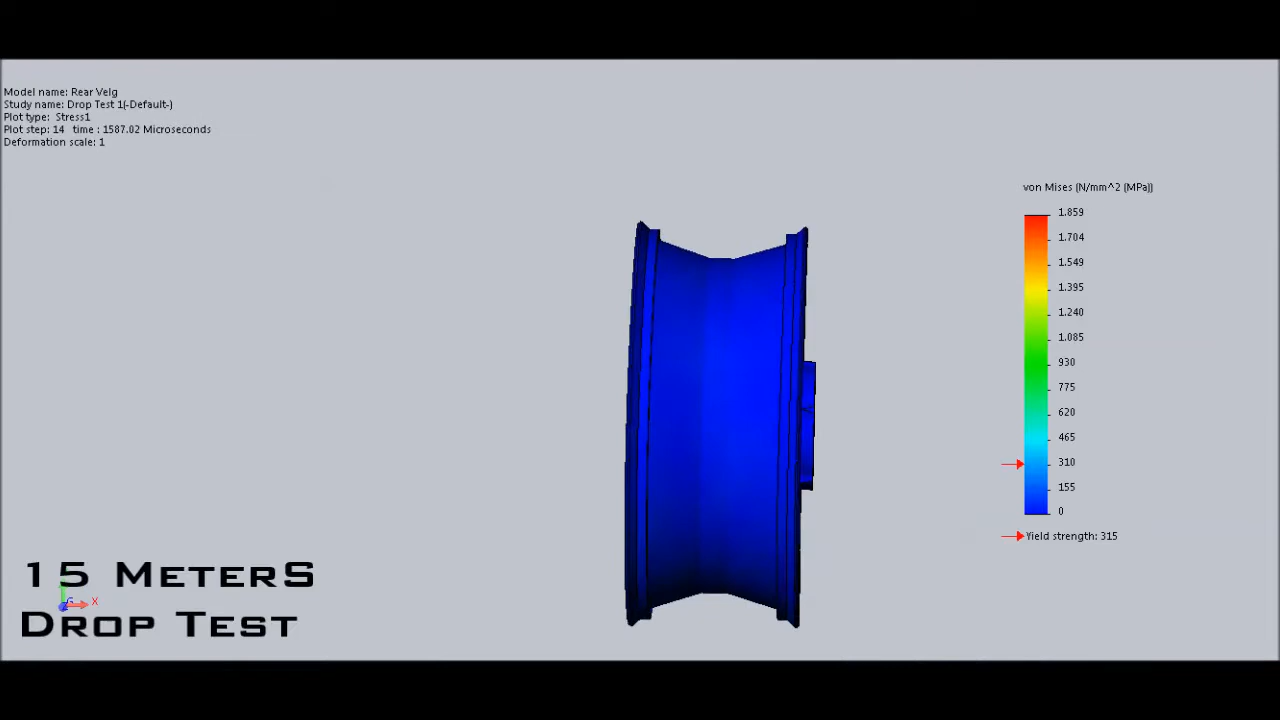 Model name: Rear Velg
Study name: Drop Test 1(-Default-)
Plot type: Stress1
Plot step: 14 time : 1587.02 Microseconds
Deformation scale: 1
von Mises (N/mm^2 (MPa))
1.859
1.704
1.549
1.395
1.240
1.085
930
775
620
465
310
155
0
Yield strength: 315
15 MeterS
Drop Test
X